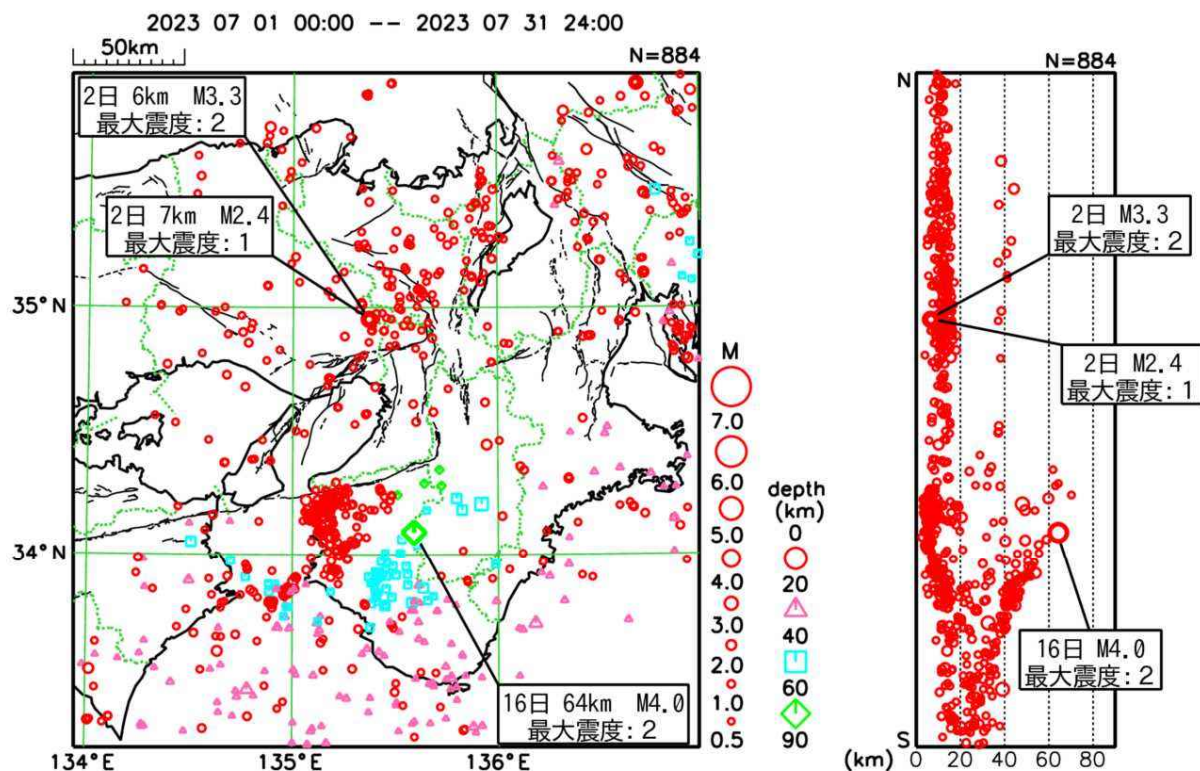 2023 07 01 00:00 -- 2023 07 31 24:00
50km
N=884
2日 6km M3.3
最大震度:2
2日 7km M2.4
最大震度:1
16日 64km M4.0
最大震度:2
35°N
34°N
134°E
135°E
136°E
M
7.0
6.0
5.0
4.0
3.0
2.0
1.0
0.5
depth
(km)
0
20
40
60
90
N=884
N
2日 M3.3
最大震度:2
2日 M2.4
最大震度:1
16日 M4.0
最大震度:2
S
(km) 0 20 40 60 80